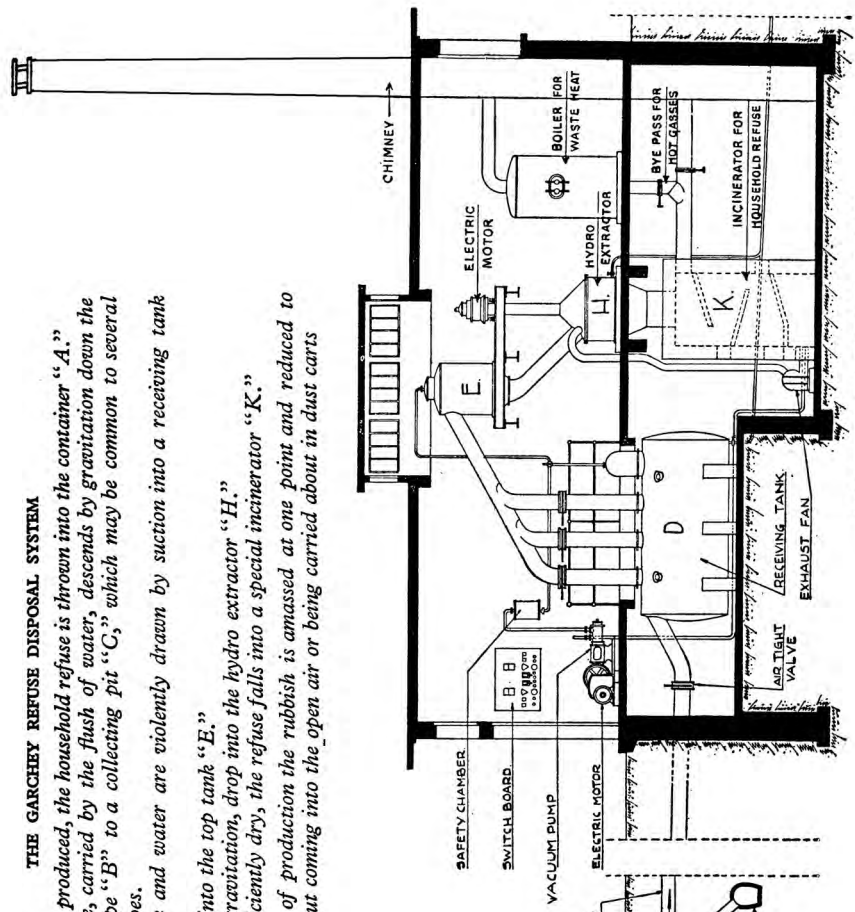 THE GARCHEY REFUSE DISPOSAL SYSTEM
produced, the household refuse is thrown into the container “A.”
, carried by the flush of water, descends by gravitation down the
“B” to a collecting pit “C,” which may be common to several
and water are violently drawn by suction into a receiving tank
into the top tank “E.”
gravitation, drop into the hydro extractor “H.”
dry, the refuse falls into a special incinerator “K.”
of production the rubbish is amassed at one point and reduced to
coming into the open air or being carried about in dust carts
CHIMNEY
BOILER FOR
WASTE HEAT
BYE PASS FOR
HOT GASSES
INCINERATOR FOR
HOUSEHOLD REFUSE
ELECTRIC
MOTOR
HYDRO
EXTRACTOR
E.
H.
K.
D
SAFETY CHAMBER
SWITCH BOARD
VACUUM PUMP
ELECTRIC MOTOR
AIR TIGHT
VALVE
RECEIVING TANK
EXHAUST FAN